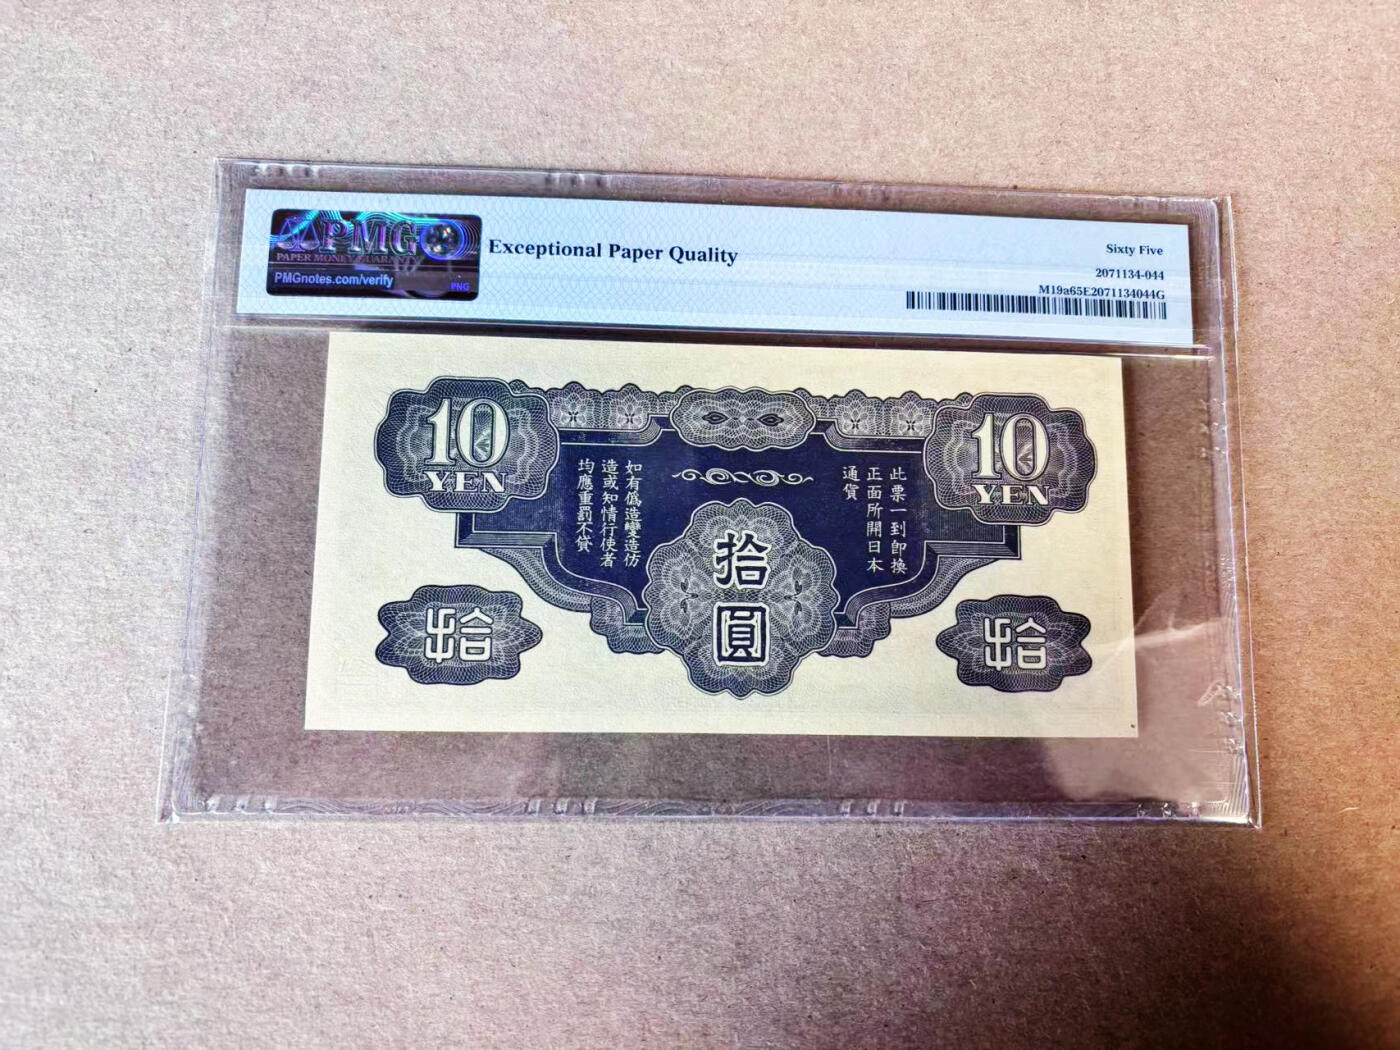 PMG
PAPER MONEY GUARANTY
PMGnotes.com/verify
PNG
Exceptional Paper Quality
Sixty Five
2071134-044
M19a65E2071134044G
10
YEN
10
YEN
此票一到卽換
正面所開日本
通貨
如有僞造變造仿
造或知情行使者
均應重罰不貸
拾
圓
拾
拾